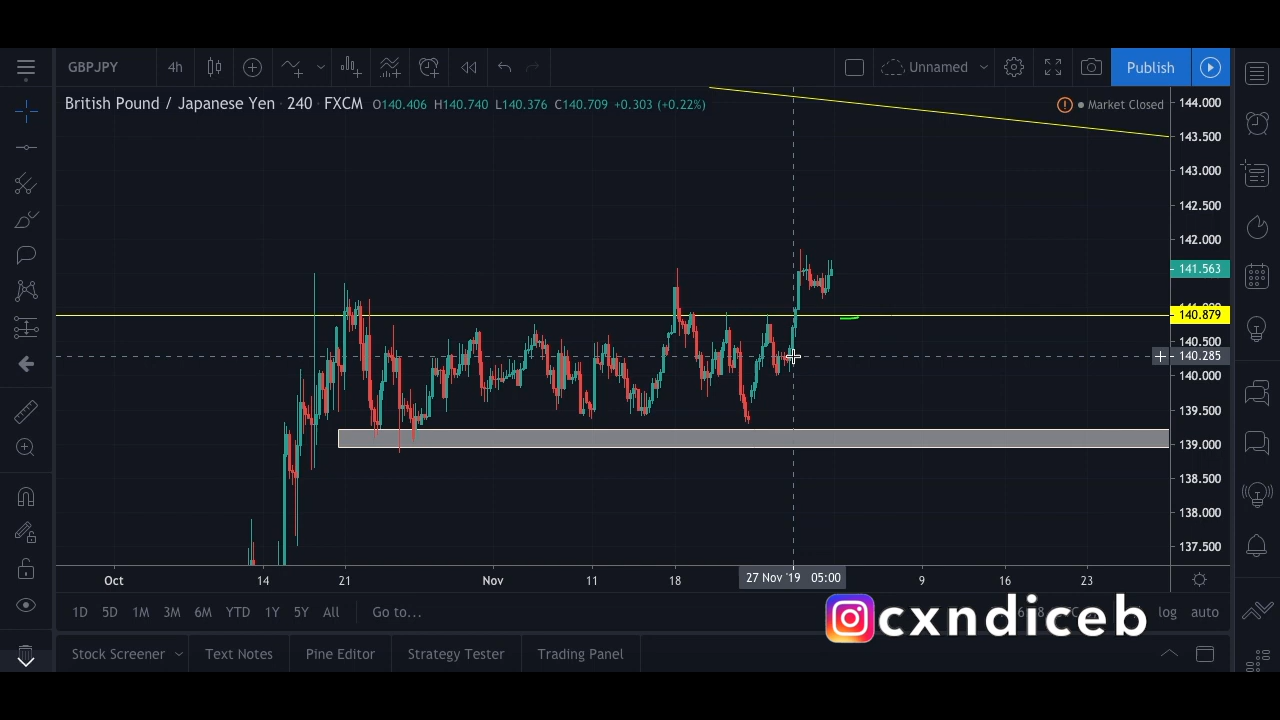 GBPJPY 4h Unnamed Publish
British Pound / Japanese Yen · 240 · FXCM O140.406 H140.740 L140.376 C140.709 +0.303 (+0.22%) Market Closed
144.000
143.500
143.000
142.500
142.000
141.563
140.879
140.500
140.285
140.000
139.500
139.000
138.500
138.000
137.500
Oct 14 21 Nov 11 18 27 Nov '19 05:00 9 16 23
1D 5D 1M 3M 6M YTD 1Y 5Y All Go to... log auto
cxndiceb
Stock Screener Text Notes Pine Editor Strategy Tester Trading Panel